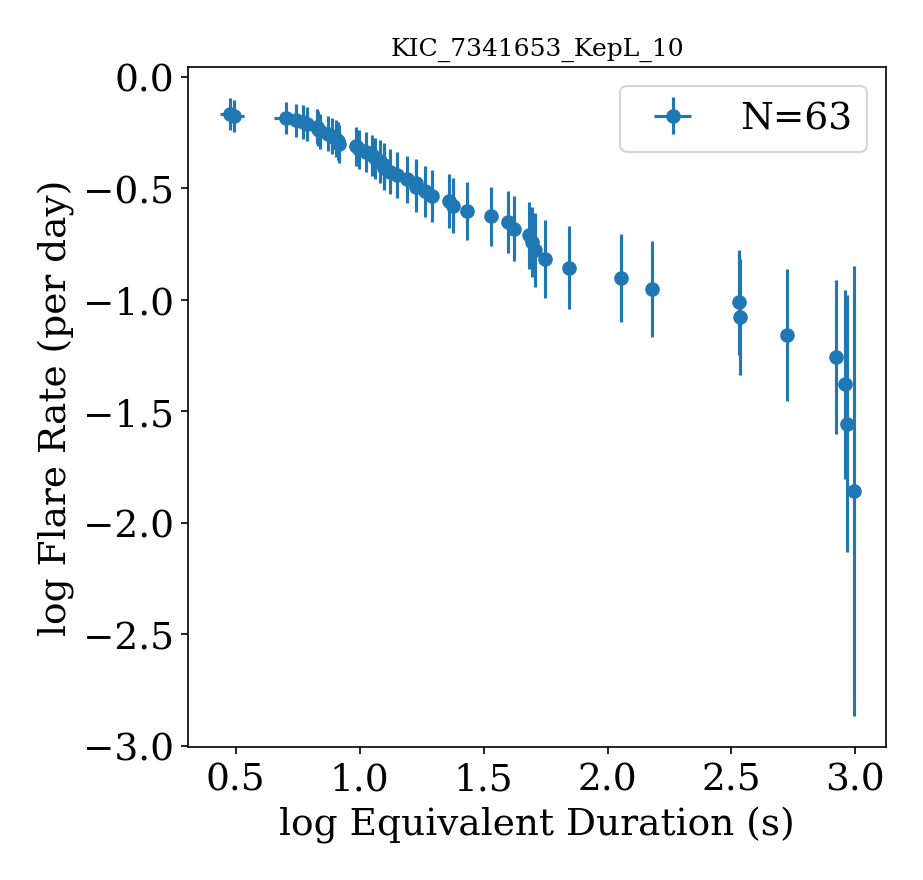 KIC_7341653_KepL_10
N=63
log Flare Rate (per day)
0.0
−0.5
−1.0
−1.5
−2.0
−2.5
−3.0
0.5 1.0 1.5 2.0 2.5 3.0
log Equivalent Duration (s)